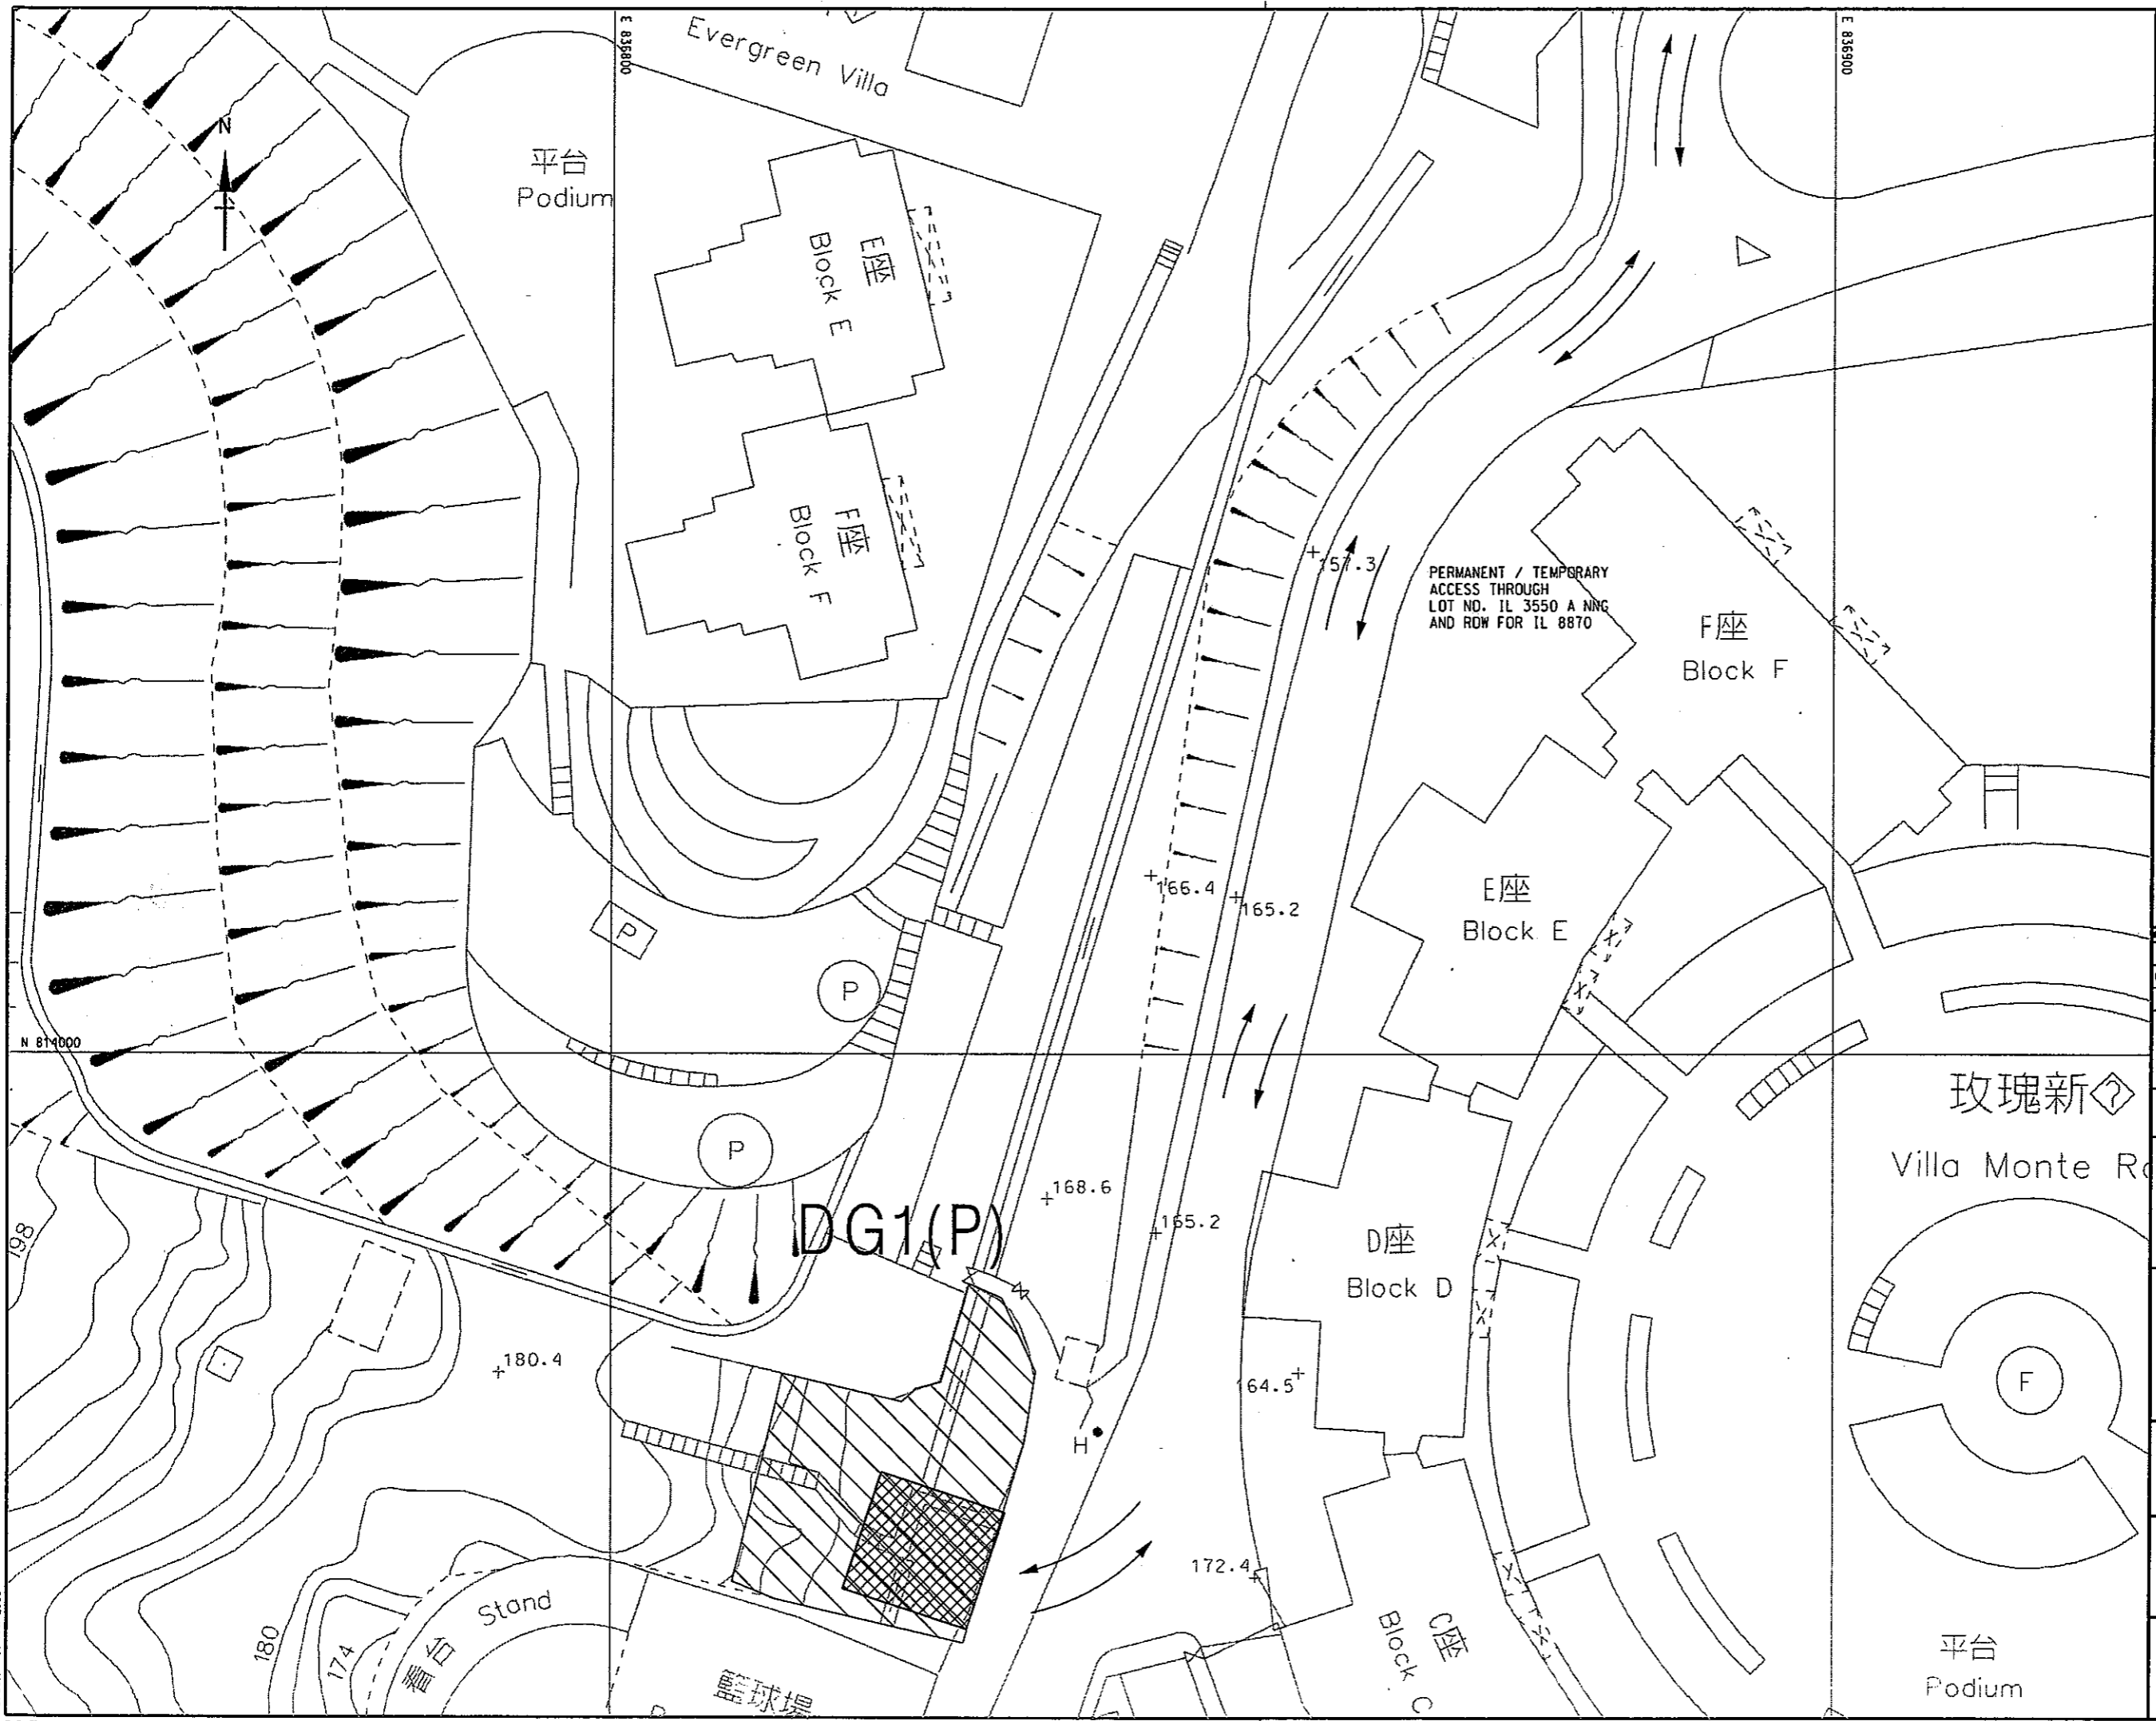 Evergreen Villa
E 836800
E 836900
N
平台
Podium
E座
Block E
F座
Block F
157.3
PERMANENT / TEMPORARY
ACCESS THROUGH
LOT NO. IL 3550 A NNG
AND ROW FOR IL 8870
F座
Block F
166.4
165.2
E座
Block E
P
P
N 814000
玫瑰新
Villa Monte
P
168.6
165.2
DG1(P)
198
D座
Block D
180.4
164.5
F
H
172.4
Stand
看台
180
174
C座
Block C
籃球場
平台
Podium